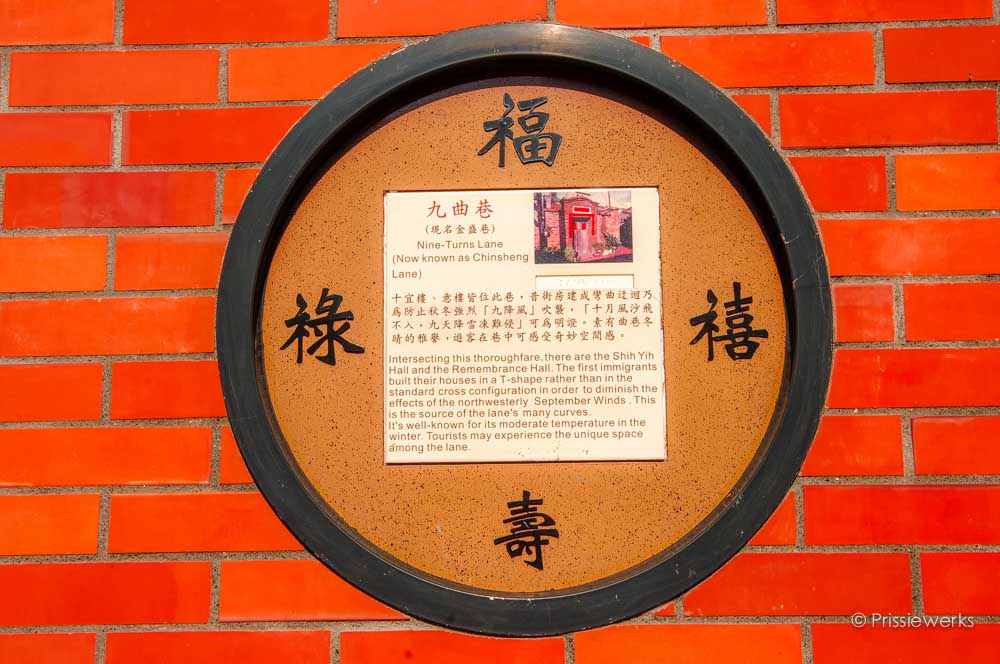 福
九曲巷
(現名金盛巷)
Nine-Turns Lane
(Now known as Chinsheng
Lane)
祿
禧
十宜樓、意樓皆位此巷，昔街房建成彎曲迂迴乃
為防止秋冬強烈「九降風」吹襲，「十月風沙飛
不入，九天降雪凍難侵」可為明證。素有曲巷冬
晴的雅譽，遊客在巷中可感受奇妙空間感。
Intersecting this thoroughfare,there are the Shih Yih
Hall and the Remembrance Hall. The first immigrants
built their houses in a T-shape rather than in the
standard cross configuration in order to diminish the
effects of the northwesterly September Winds . This
is the source of the lane's many curves.
It's well-known for its moderate temperature in the
winter. Tourists may experience the unique space
among the lane.
壽
© Prissiewerks